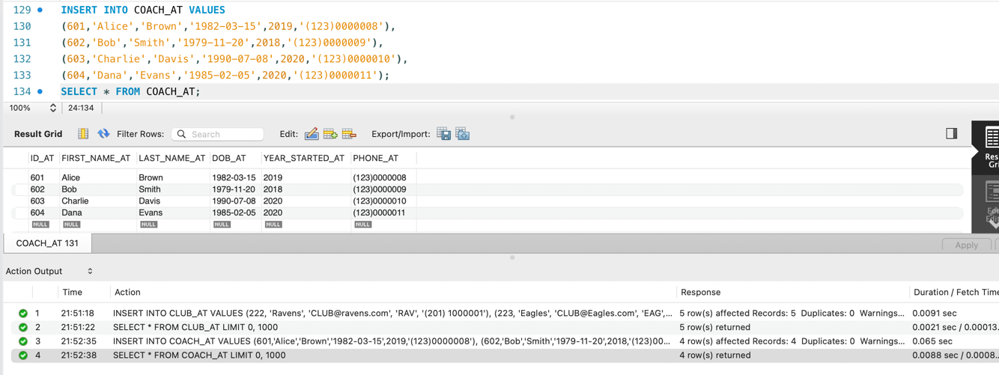 129 INSERT INTO COACH_AT VALUES
130 (601,'Alice','Brown','1982-03-15',2019,'(123)0000008'),
131 (602,'Bob','Smith','1979-11-20',2018,'(123)0000009'),
132 (603,'Charlie','Davis','1990-07-08',2020,'(123)0000010'),
133 (604,'Dana','Evans','1985-02-05',2020,'(123)0000011');
134 SELECT * FROM COACH_AT;
100% 24:134
Result Grid Filter Rows: Search Edit: Export/Import:
ID_AT FIRST_NAME_AT LAST_NAME_AT DOB_AT YEAR_STARTED_AT PHONE_AT
601 Alice Brown 1982-03-15 2019 (123)0000008
602 Bob Smith 1979-11-20 2018 (123)0000009
603 Charlie Davis 1990-07-08 2020 (123)0000010
604 Dana Evans 1985-02-05 2020 (123)0000011
NULL NULL NULL NULL NULL NULL
COACH_AT 131 Apply
Action Output
Time Action Response Duration / Fetch Time
1 21:51:18 INSERT INTO CLUB_AT VALUES (222, 'Ravens', 'CLUB@ravens.com', 'RAV', '(201) 1000001'), (223, 'Eagles', 'CLUB@Eagles.com', 'EAG',... 5 row(s) affected Records: 5 Duplicates: 0 Warnings... 0.0091 sec
2 21:51:22 SELECT * FROM CLUB_AT LIMIT 0, 1000 5 row(s) returned 0.0021 sec / 0.00013...
3 21:52:35 INSERT INTO COACH_AT VALUES (601,'Alice','Brown','1982-03-15',2019,'(123)0000008'), (602,'Bob','Smith','1979-11-20',2018,'(123)00... 4 row(s) affected Records: 4 Duplicates: 0 Warnings... 0.065 sec
4 21:52:38 SELECT * FROM COACH_AT LIMIT 0, 1000 4 row(s) returned 0.0088 sec / 0.0008...